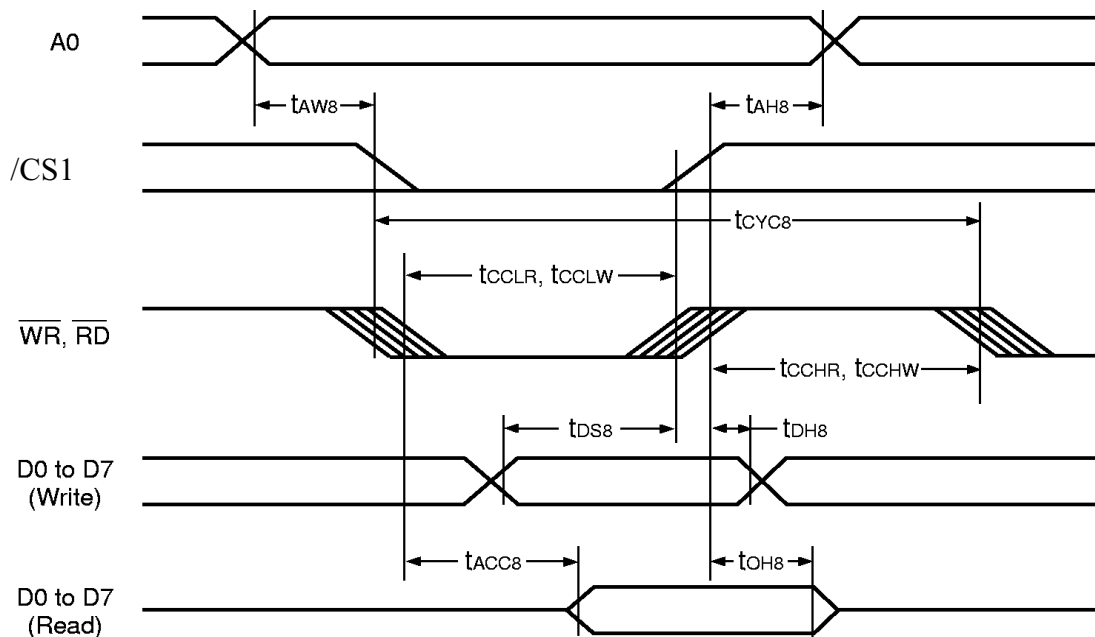 A0
tAW8
tAH8
/CS1
tCYC8
tCCLR, tCCLW
WR, RD
tCCHR, tCCHW
tDS8
tDH8
D0 to D7
(Write)
tACC8
tOH8
D0 to D7
(Read)